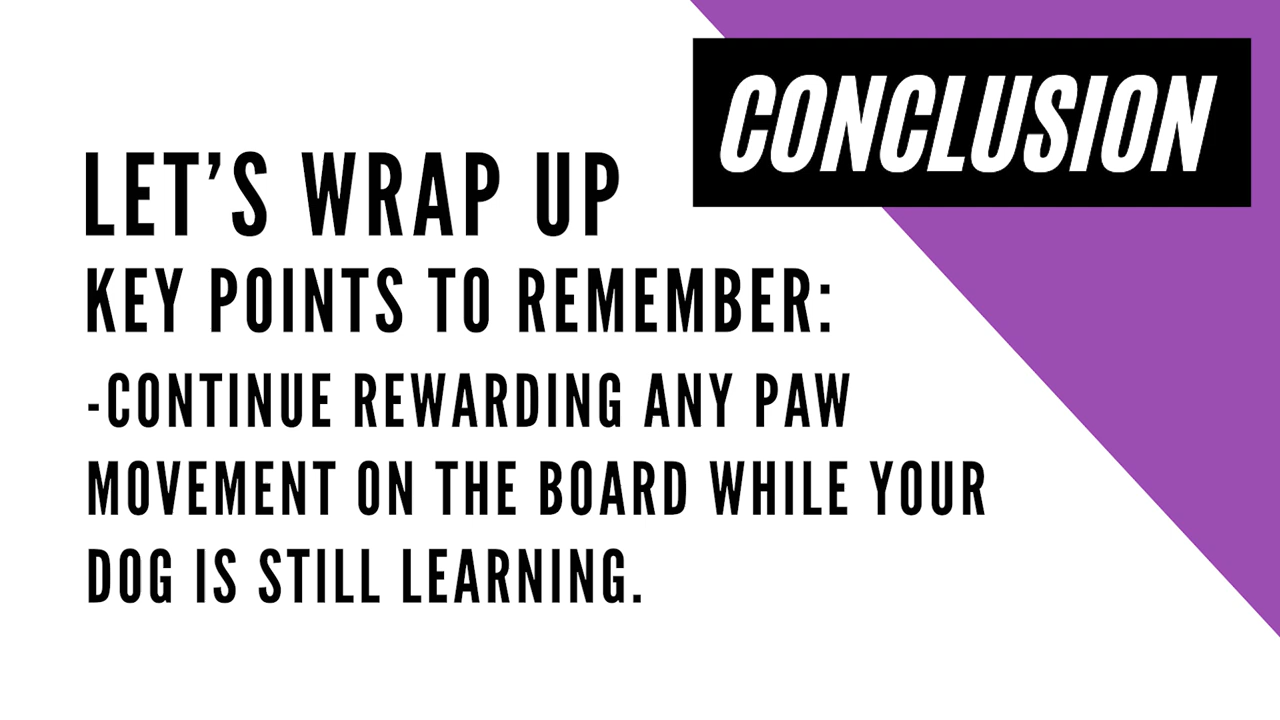 CONCLUSION
LET'S WRAP UP
KEY POINTS TO REMEMBER:
-CONTINUE REWARDING ANY PAW
MOVEMENT ON THE BOARD WHILE YOUR
DOG IS STILL LEARNING.